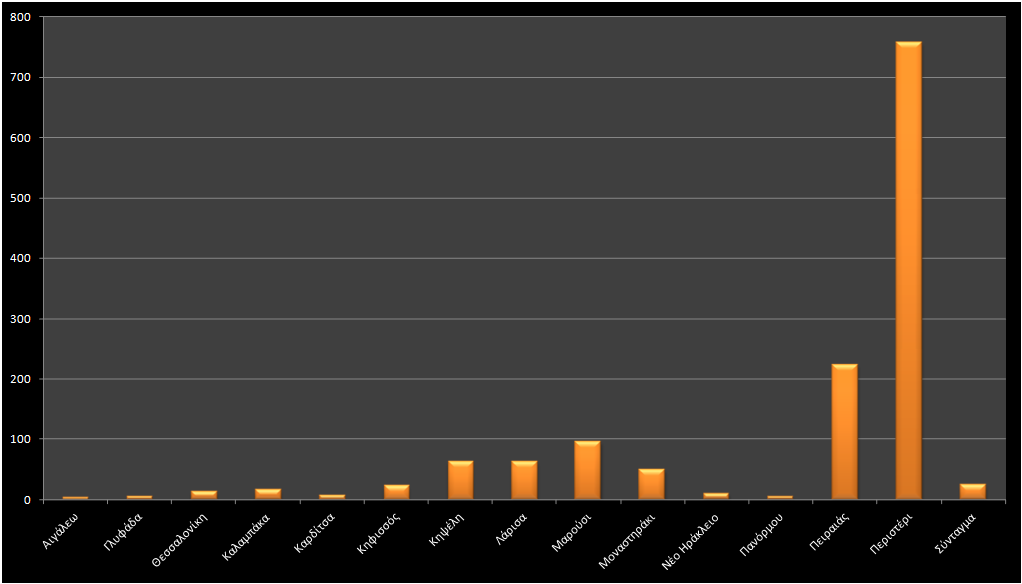 800
700
600
500
400
300
200
100
0
Αιγάλεω
Γλυφάδα
Θεσσαλονίκη
Καλαμπάκα
Καρδίτσα
Κηφισσός
Κηψέλη
Λάρισα
Μαρούσι
Μοναστηράκι
Νέο Ηράκλειο
Πανόρμου
Πειραιάς
Περιστέρι
Σύνταγμα